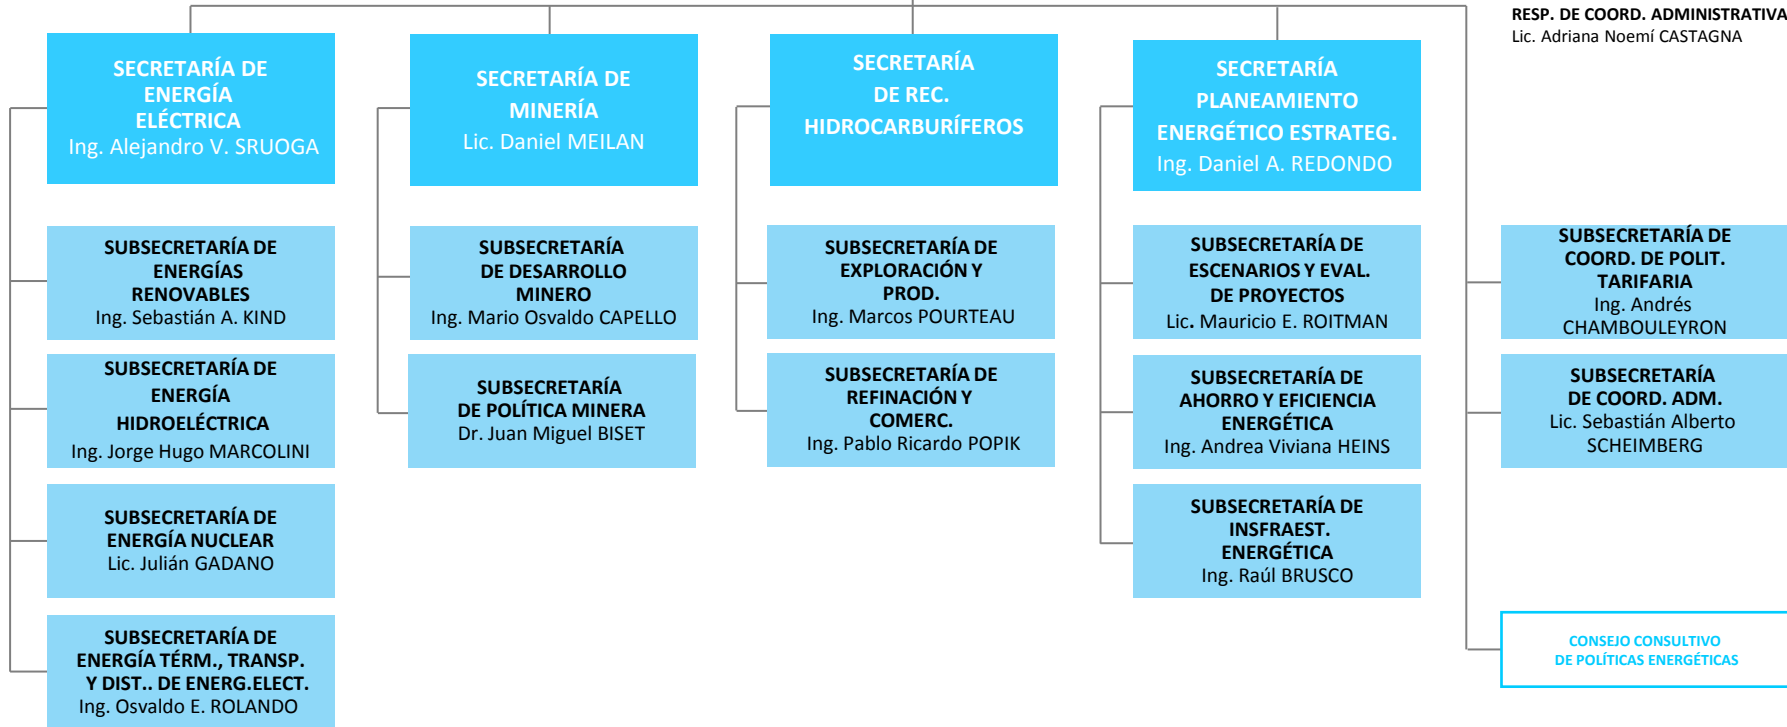 RESP. DE COORD. ADMINISTRATIVA
Lic. Adriana Noemí CASTAGNA
SECRETARÍA DE
ENERGÍA
ELÉCTRICA
Ing. Alejandro V. SRUOGA
SECRETARÍA DE
MINERÍA
Lic. Daniel MEILAN
SECRETARÍA
DE REC.
HIDROCARBURÍFEROS
SECRETARÍA
PLANEAMIENTO
ENERGÉTICO ESTRATEG.
Ing. Daniel A. REDONDO
SUBSECRETARÍA DE
ENERGÍAS
RENOVABLES
Ing. Sebastián A. KIND
SUBSECRETARÍA
DE DESARROLLO
MINERO
Ing. Mario Osvaldo CAPELLO
SUBSECRETARÍA DE
EXPLORACIÓN Y
PROD.
Ing. Marcos POURTEAU
SUBSECRETARÍA DE
ESCENARIOS Y EVAL.
DE PROYECTOS
Lic. Mauricio E. ROITMAN
SUBSECRETARÍA DE
COORD. DE POLIT.
TARIFARIA
Ing. Andrés
CHAMBOULEYRON
SUBSECRETARÍA DE
ENERGÍA
HIDROELÉCTRICA
Ing. Jorge Hugo MARCOLINI
SUBSECRETARÍA
DE POLÍTICA MINERA
Dr. Juan Miguel BISET
SUBSECRETARÍA DE
REFINACIÓN Y
COMERC.
Ing. Pablo Ricardo POPIK
SUBSECRETARÍA DE
AHORRO Y EFICIENCIA
ENERGÉTICA
Ing. Andrea Viviana HEINS
SUBSECRETARÍA
DE COORD. ADM.
Lic. Sebastián Alberto
SCHEIMBERG
SUBSECRETARÍA DE
ENERGÍA NUCLEAR
Lic. Julián GADANO
SUBSECRETARÍA DE
INSFRAEST.
ENERGÉTICA
Ing. Raúl BRUSCO
SUBSECRETARÍA DE
ENERGÍA TÉRM., TRANSP.
Y DIST.. DE ENERG.ELECT.
Ing. Osvaldo E. ROLANDO
CONSEJO CONSULTIVO
DE POLÍTICAS ENERGÉTICAS